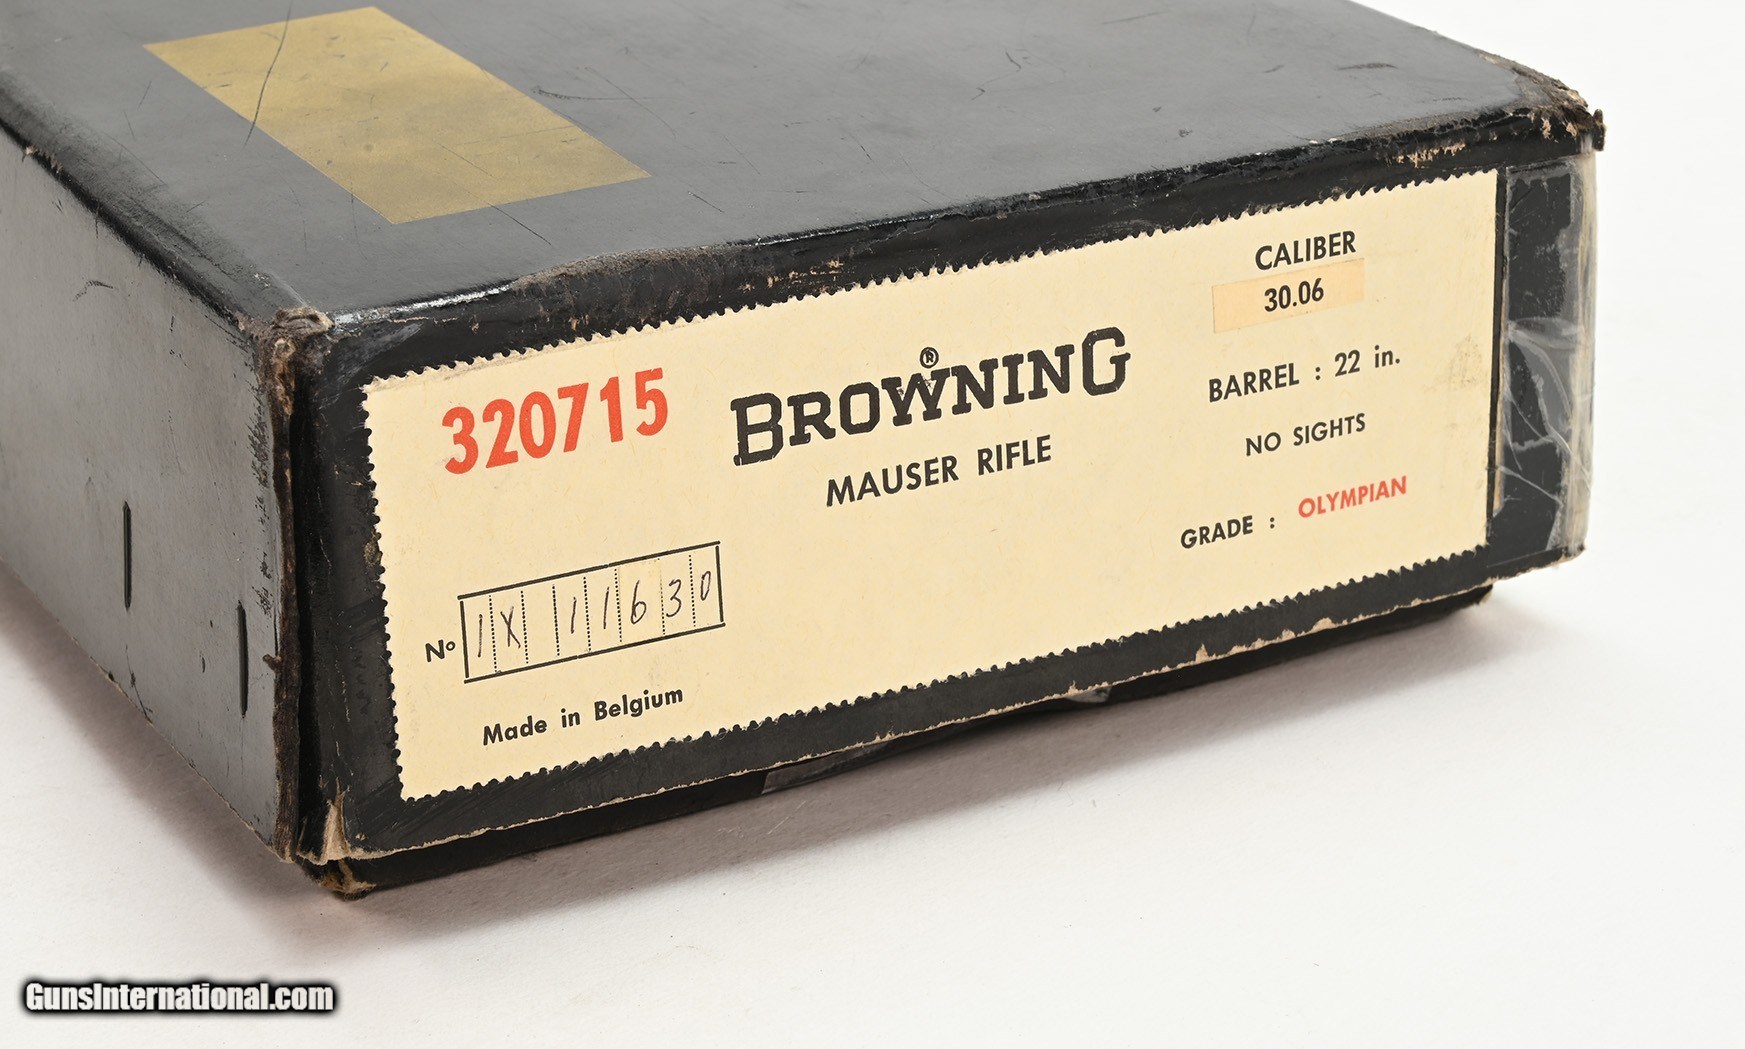 320715
BROWNING®
MAUSER RIFLE
CALIBER
30.06
BARREL : 22 in.
NO SIGHTS
GRADE : OLYMPIAN
Nº 1X 11630
Made in Belgium
GunsInternational.com